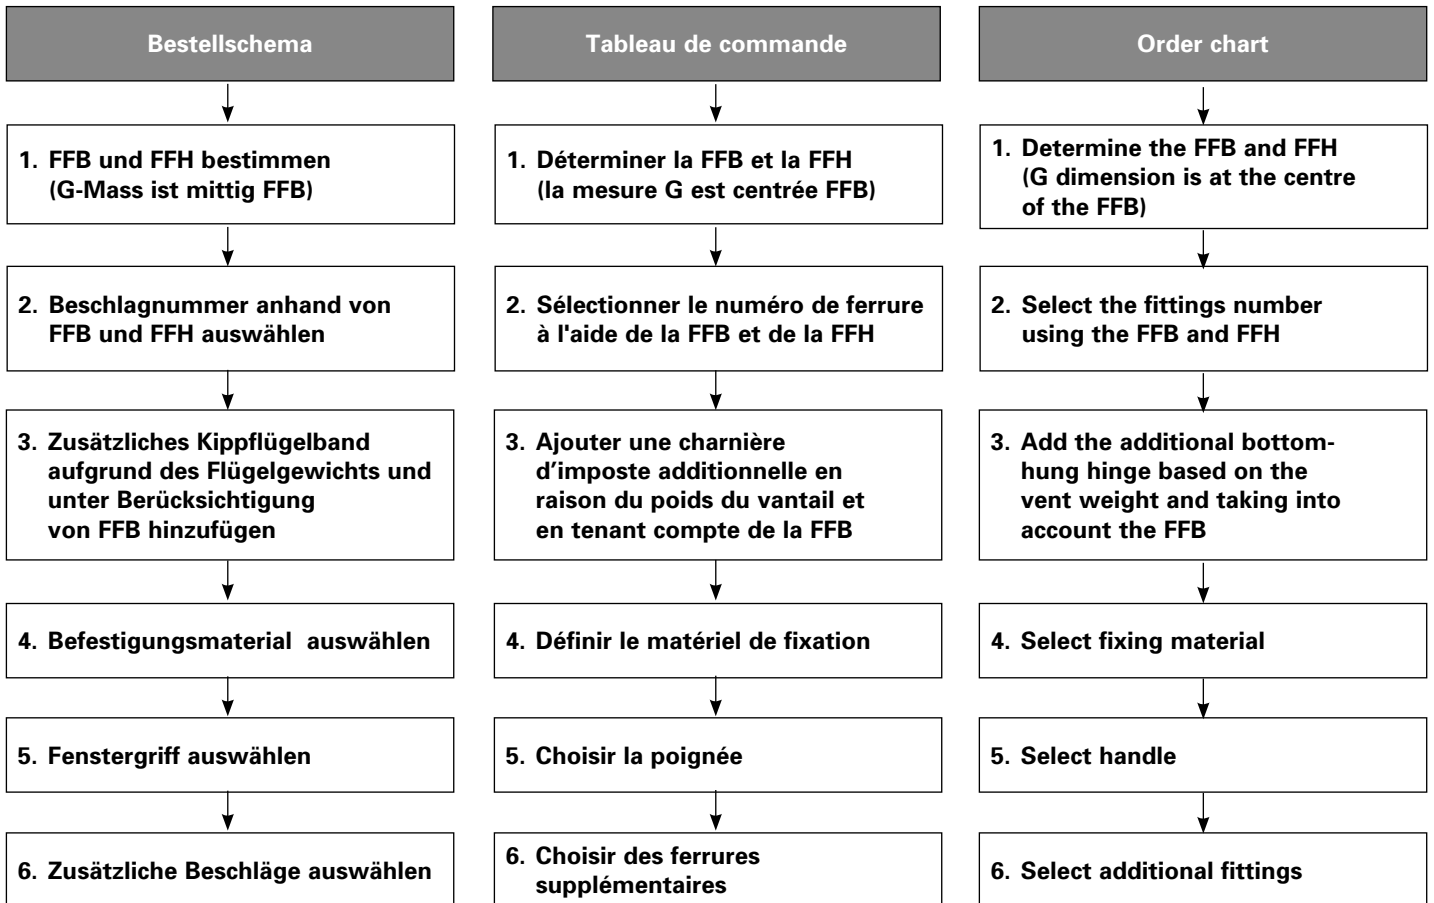 Bestellschema
1. FFB und FFH bestimmen
(G-Mass ist mittig FFB)
2. Beschlagnummer anhand von
FFB und FFH auswählen
3. Zusätzliches Kippflügelband
aufgrund des Flügelgewichts und
unter Berücksichtigung
von FFB hinzufügen
4. Befestigungsmaterial auswählen
5. Fenstergriff auswählen
6. Zusätzliche Beschläge auswählen
Tableau de commande
1. Déterminer la FFB et la FFH
(la mesure G est centrée FFB)
2. Sélectionner le numéro de ferrure
à l'aide de la FFB et de la FFH
3. Ajouter une charnière
d’imposte additionnelle en
raison du poids du vantail et
en tenant compte de la FFB
4. Définir le matériel de fixation
5. Choisir la poignée
6. Choisir des ferrures
supplémentaires
Order chart
1. Determine the FFB and FFH
(G dimension is at the centre
of the FFB)
2. Select the fittings number
using the FFB and FFH
3. Add the additional bottom-
hung hinge based on the
vent weight and taking into
account the FFB
4. Select fixing material
5. Select handle
6. Select additional fittings